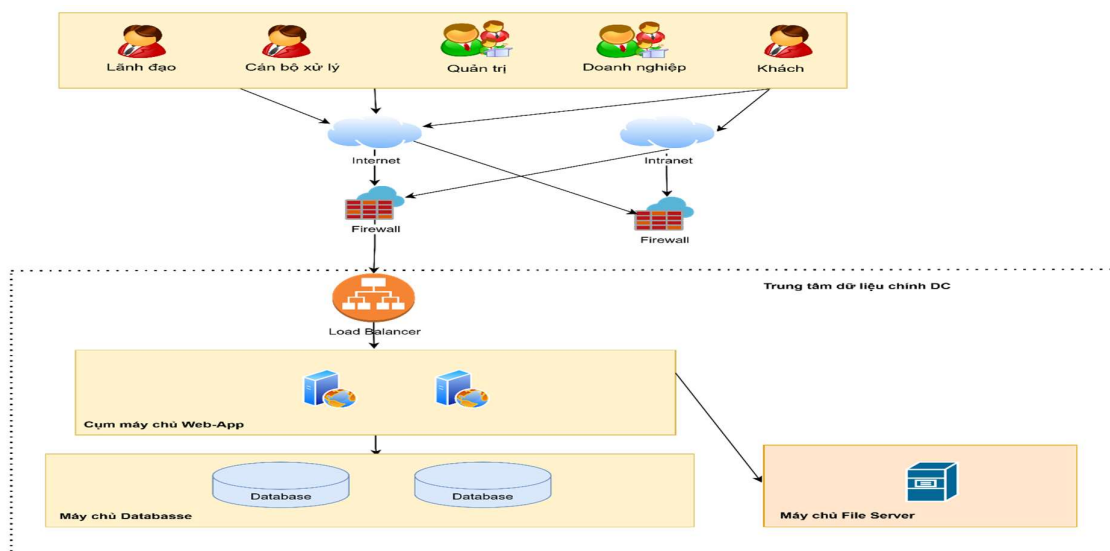 Lãnh đạo
Cán bộ xử lý
Quản trị
Doanh nghiệp
Khách
Internet
Intranet
Firewall
Firewall
Trung tâm dữ liệu chính DC
Load Balancer
Cụm máy chủ Web-App
Database
Database
Máy chủ Databasse
Máy chủ File Server